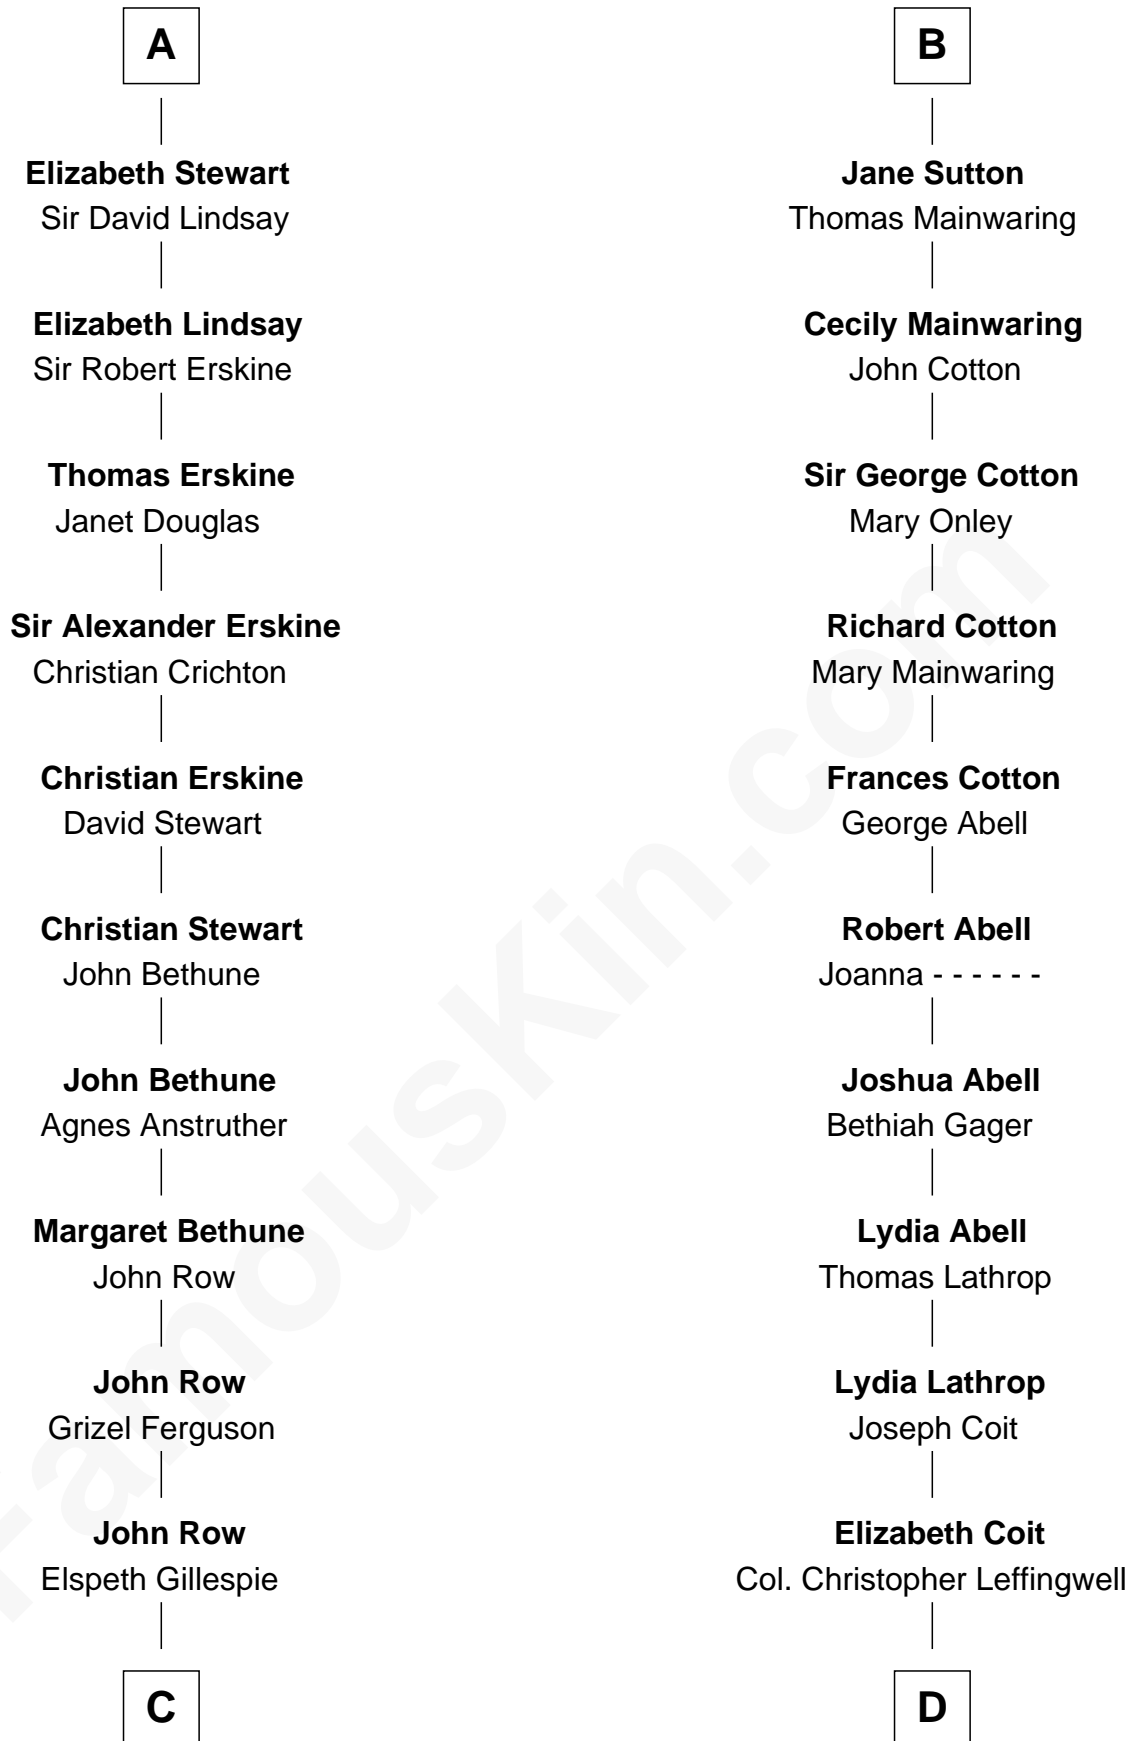 A
Elizabeth Stewart
Sir David Lindsay
Elizabeth Lindsay
Sir Robert Erskine
Thomas Erskine
Janet Douglas
Sir Alexander Erskine
Christian Crichton
Christian Erskine
David Stewart
Christian Stewart
John Bethune
John Bethune
Agnes Anstruther
Margaret Bethune
John Row
John Row
Grizel Ferguson
John Row
Elspeth Gillespie
C
B
Jane Sutton
Thomas Mainwaring
Cecily Mainwaring
John Cotton
Sir George Cotton
Mary Onley
Richard Cotton
Mary Mainwaring
Frances Cotton
George Abell
Robert Abell
Joanna - - - - - -
Joshua Abell
Bethiah Gager
Lydia Abell
Thomas Lathrop
Lydia Lathrop
Joseph Coit
Elizabeth Coit
Col. Christopher Leffingwell
D
FamousKin.com